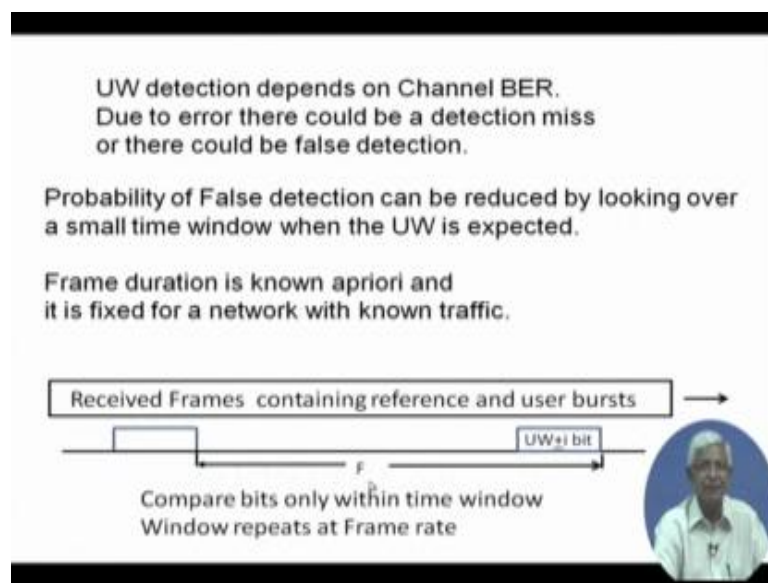 UW detection depends on Channel BER.
Due to error there could be a detection miss
or there could be false detection.
Probability of False detection can be reduced by looking over
a small time window when the UW is expected.
Frame duration is known apriori and
it is fixed for a network with known traffic.
Received Frames containing reference and user bursts
UW±i bit
F
Compare bits only within time window
Window repeats at Frame rate